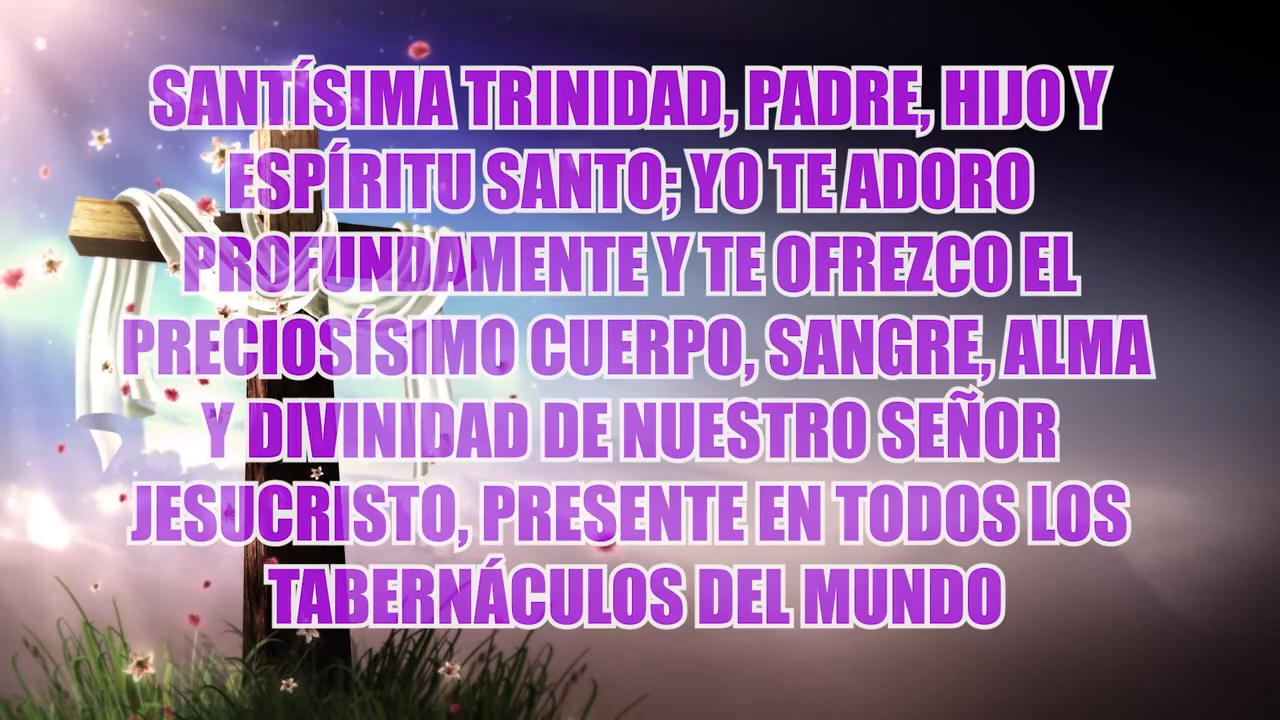 SANTÍSIMA TRINIDAD, PADRE, HIJO Y
ESPÍRITU SANTO; YO TE ADORO
PROFUNDAMENTE Y TE OFREZCO EL
PRECIOSÍSIMO CUERPO, SANGRE, ALMA
Y DIVINIDAD DE NUESTRO SEÑOR
JESUCRISTO, PRESENTE EN TODOS LOS
TABERNÁCULOS DEL MUNDO